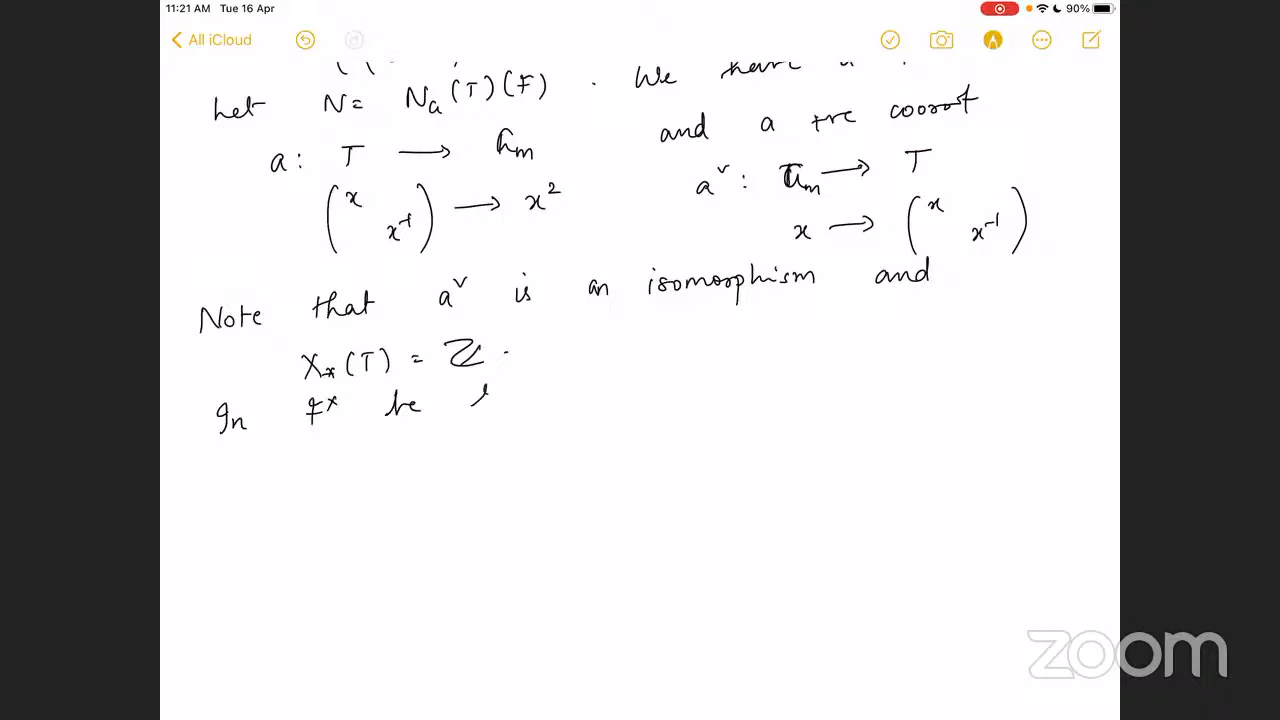 11:21 AM Tue 16 Apr 90%
All iCloud
Let N = N_G(T)(F). We have a
and a +ve coroot
a: T → G_m
a^∨: G_m → T
(x x^{-1}) → x^2
x → (x x^{-1})
Note that a^∨ is an isomorphism and
X_*(T) = ℤ.
In F^× be
zoom